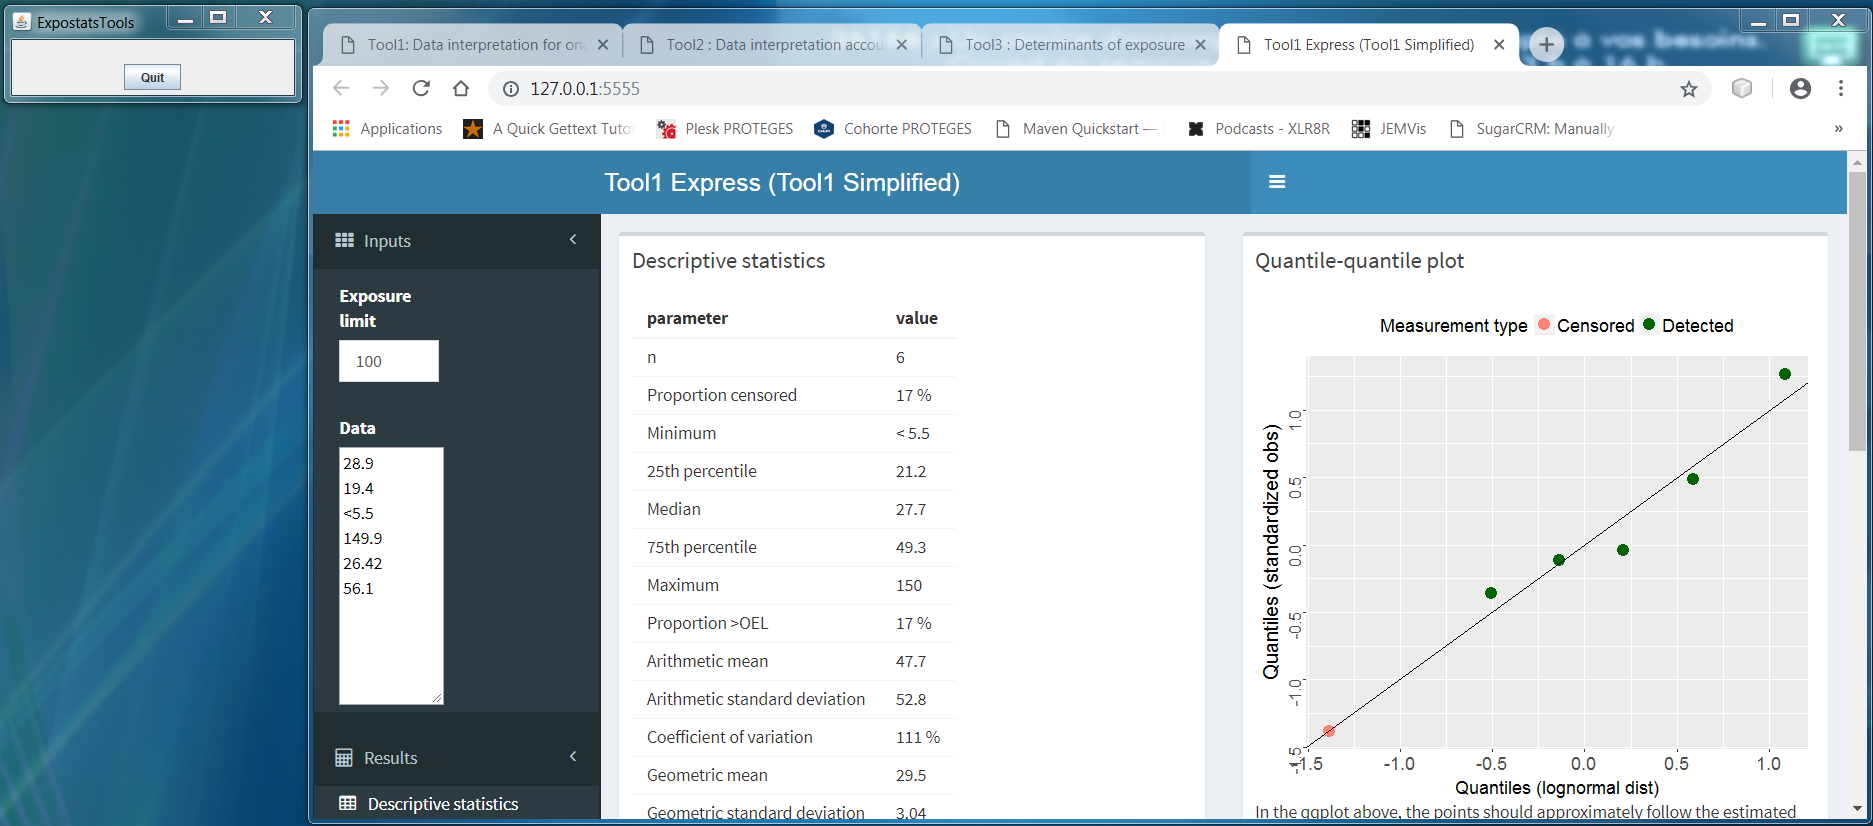 ExpostatsTools
Quit
Tool1: Data interpretation for one
Tool2 : Data interpretation accou
Tool3 : Determinants of exposure
Tool1 Express (Tool1 Simplified)
à vos besoins.
127.0.0.1:5555
Applications
A Quick Gettext Tuto
Plesk PROTEGES
Cohorte PROTEGES
Maven Quickstart —
Podcasts - XLR8R
JEMVis
SugarCRM: Manually
»
Tool1 Express (Tool1 Simplified)
Inputs
Exposure
limit
100
Data
28.9
19.4
<5.5
149.9
26.42
56.1
Results
Descriptive statistics
Descriptive statistics
parameter value
n 6
Proportion censored 17 %
Minimum < 5.5
25th percentile 21.2
Median 27.7
75th percentile 49.3
Maximum 150
Proportion >OEL 17 %
Arithmetic mean 47.7
Arithmetic standard deviation 52.8
Coefficient of variation 111 %
Geometric mean 29.5
Geometric standard deviation 3.04
Quantile-quantile plot
Measurement type Censored Detected
Quantiles (standardized obs)
1.0
0.5
0.0
-0.5
-1.0
-1.5
-1.5 -1.0 -0.5 0.0 0.5 1.0
Quantiles (lognormal dist)
In the qqplot above, the points should approximately follow the estimated